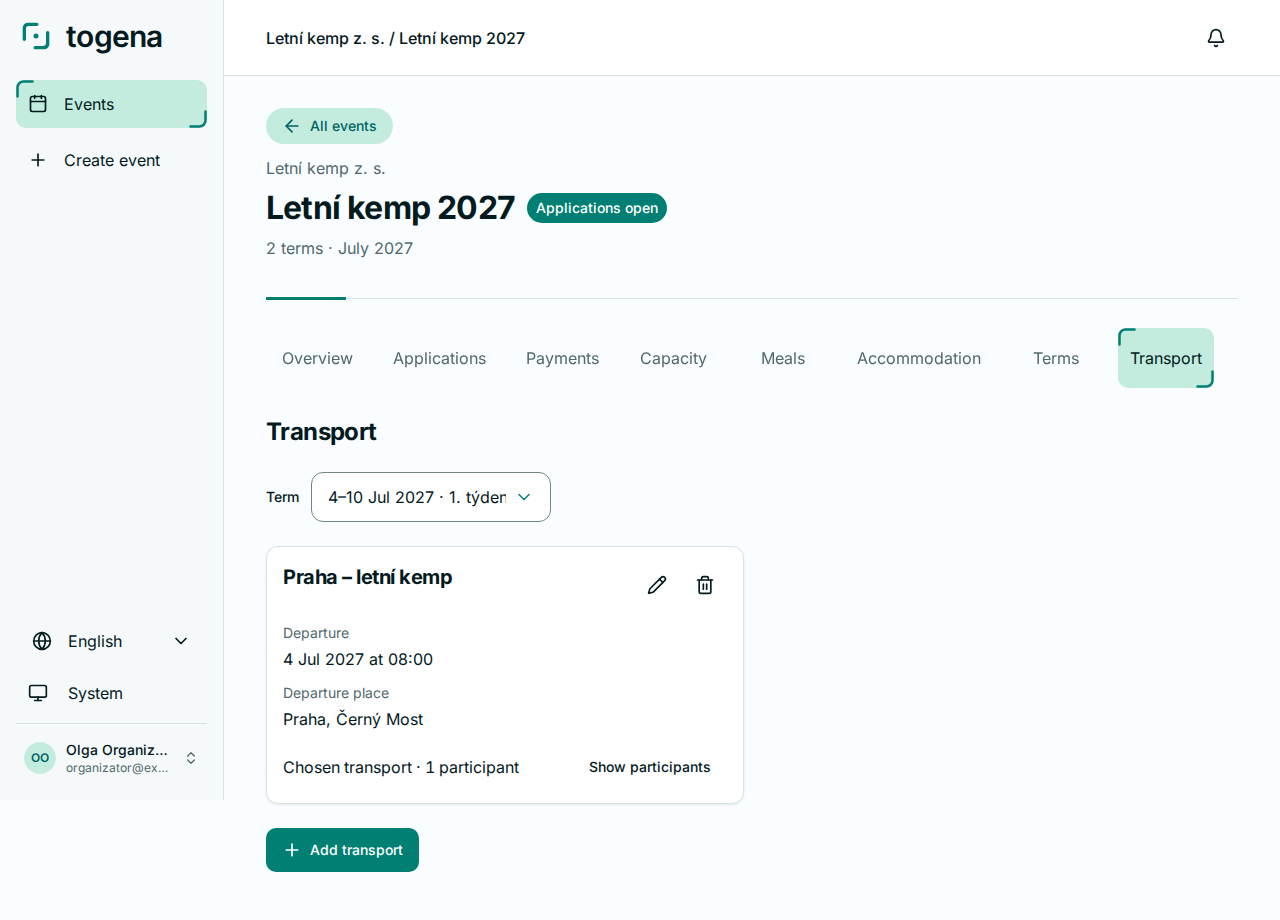 togena
Letní kemp z. s. / Letní kemp 2027
Events
Create event
All events
Letní kemp z. s.
Letní kemp 2027
Applications open
2 terms · July 2027
Overview
Applications
Payments
Capacity
Meals
Accommodation
Terms
Transport
Transport
Term
4–10 Jul 2027 · 1. týden
Praha – letní kemp
Departure
4 Jul 2027 at 08:00
Departure place
Praha, Černý Most
Chosen transport · 1 participant
Show participants
Add transport
English
System
OO
Olga Organiz...
organizator@ex...